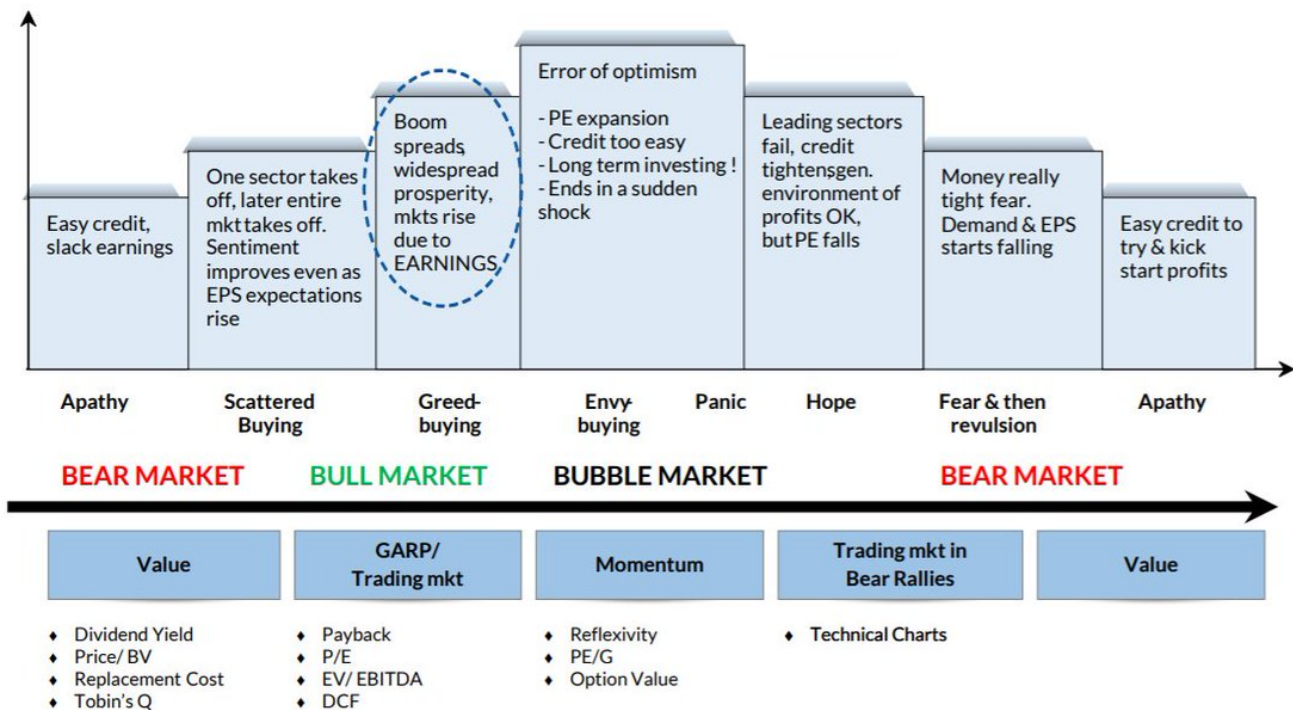 Easy credit,
slack earnings
One sector takes
off, later entire
mkt takes off.
Sentiment
improves even as
EPS expectations
rise
Boom
spreads,
widespread
prosperity,
mkts rise
due to
EARNINGS
Error of optimism
- PE expansion
- Credit too easy
- Long term investing !
- Ends in a sudden
shock
Leading sectors
fail, credit
tightens,gen.
environment of
profits OK,
but PE falls
Money really
tight, fear.
Demand & EPS
starts falling
Easy credit to
try & kick
start profits
Apathy
Scattered
Buying
Greed-
buying
Envy-
buying
Panic
Hope
Fear & then
revulsion
Apathy
BEAR MARKET
BULL MARKET
BUBBLE MARKET
BEAR MARKET
Value
GARP/
Trading mkt
Momentum
Trading mkt in
Bear Rallies
Value
♦ Dividend Yield
♦ Price/ BV
♦ Replacement Cost
♦ Tobin's Q
♦ Payback
♦ P/E
♦ EV/ EBITDA
♦ DCF
♦ Reflexivity
♦ PE/G
♦ Option Value
♦ Technical Charts